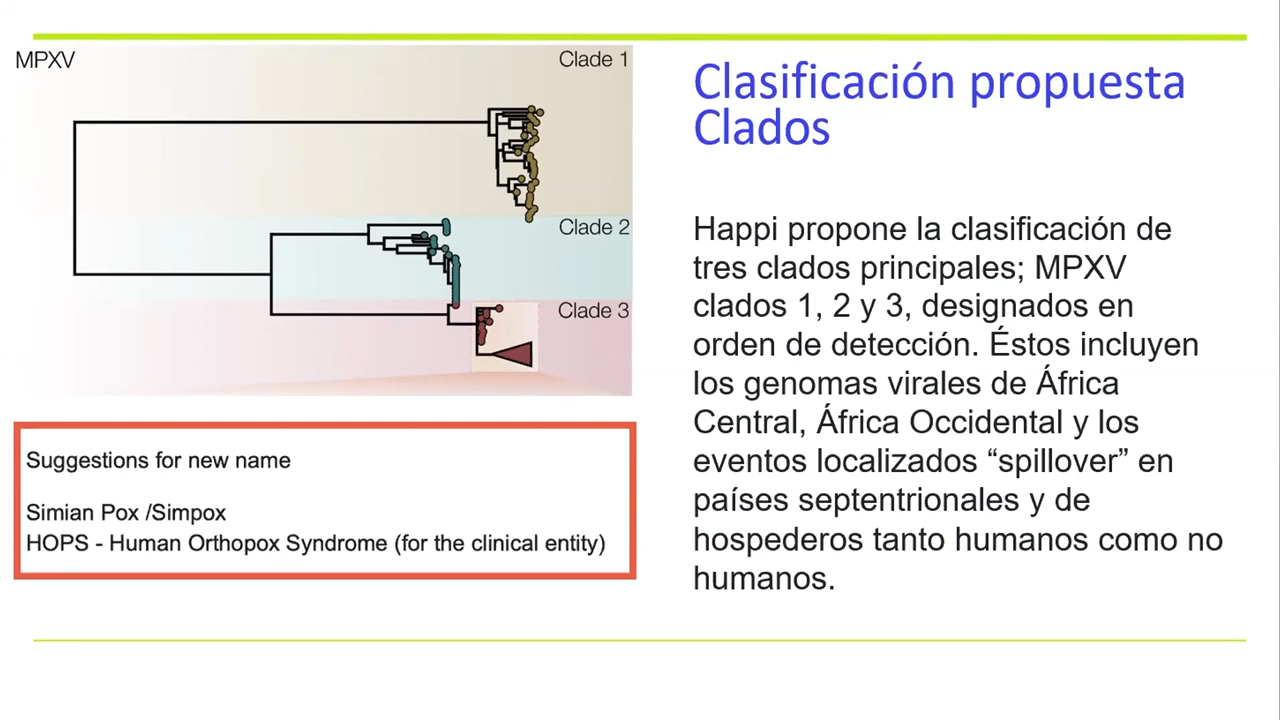 MPXV
Clade 1
Clade 2
Clade 3
Suggestions for new name
Simian Pox /Simpox
HOPS - Human Orthopox Syndrome (for the clinical entity)
Clasificación propuesta
Clados
Happi propone la clasificación de
tres clados principales; MPXV
clados 1, 2 y 3, designados en
orden de detección. Éstos incluyen
los genomas virales de África
Central, África Occidental y los
eventos localizados “spillover” en
países septentrionales y de
hospederos tanto humanos como no
humanos.